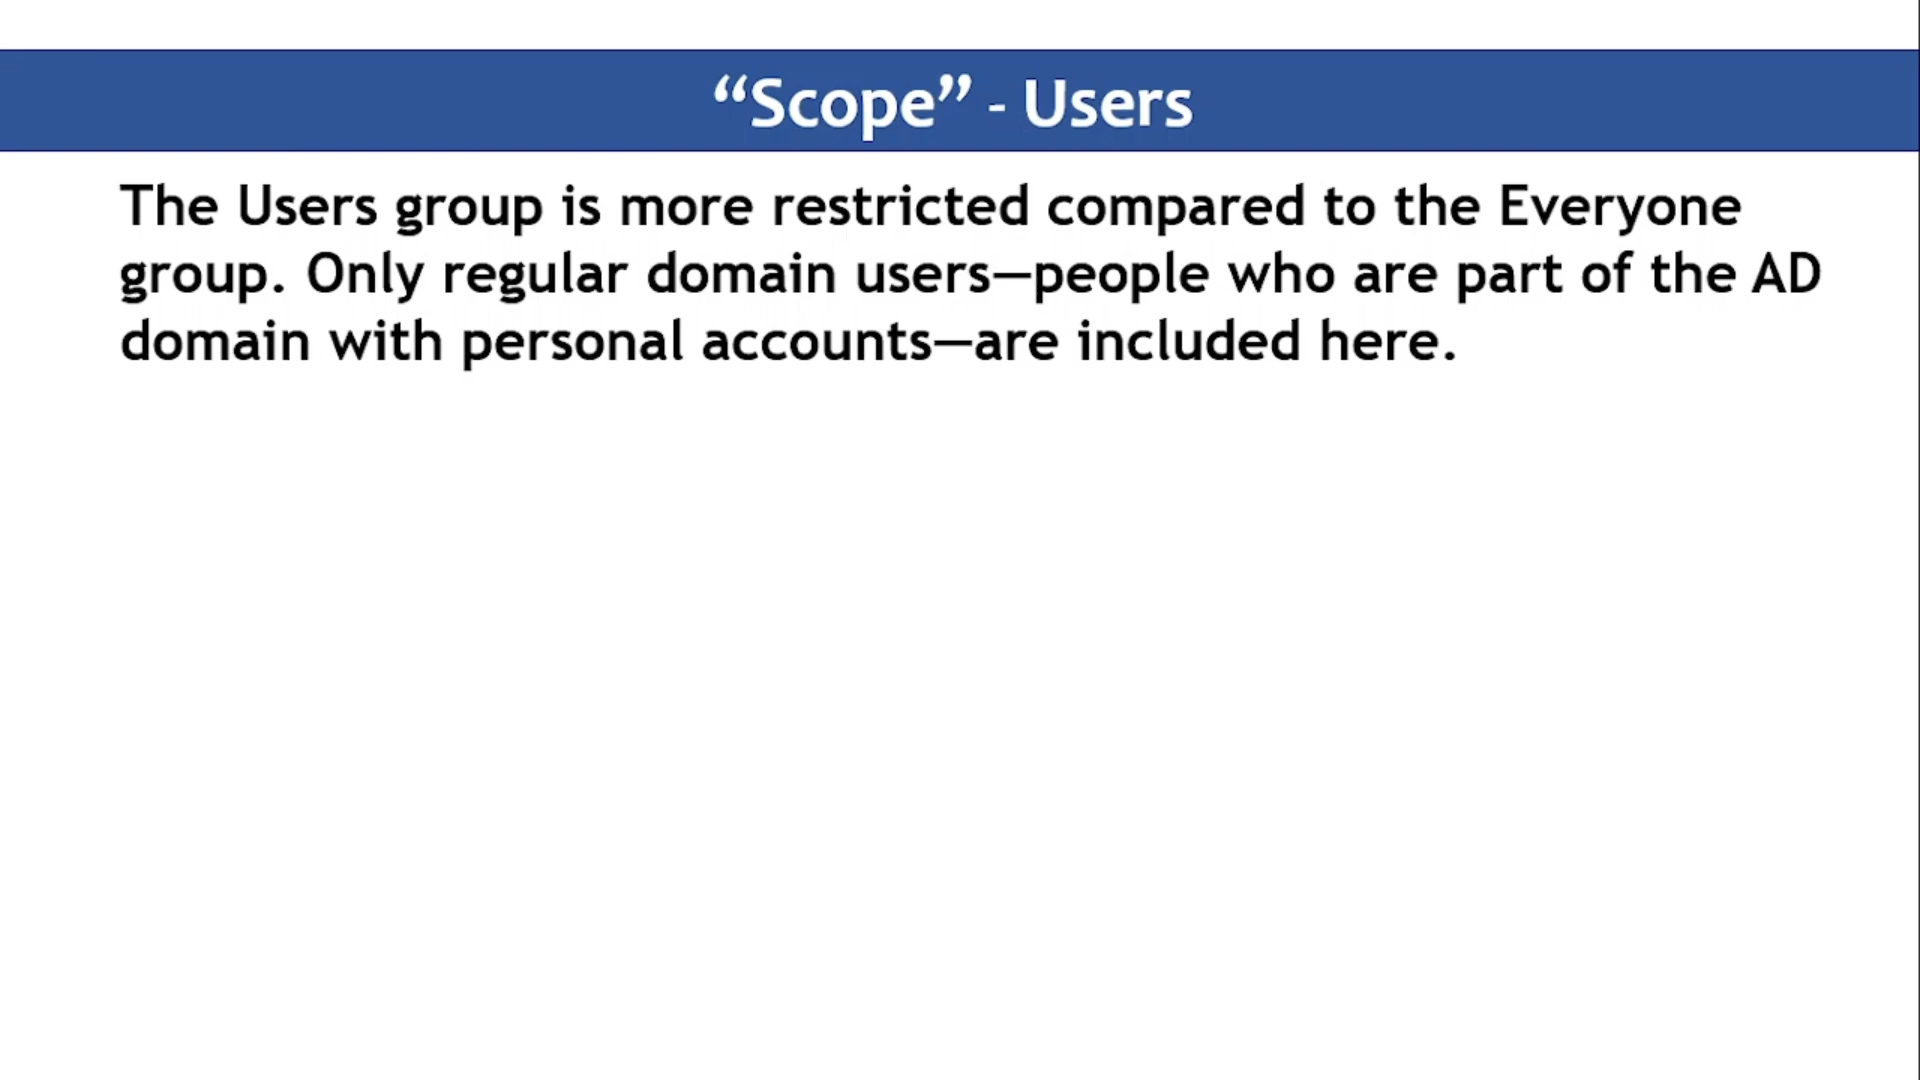 “Scope” - Users
The Users group is more restricted compared to the Everyone
group. Only regular domain users—people who are part of the AD
domain with personal accounts—are included here.